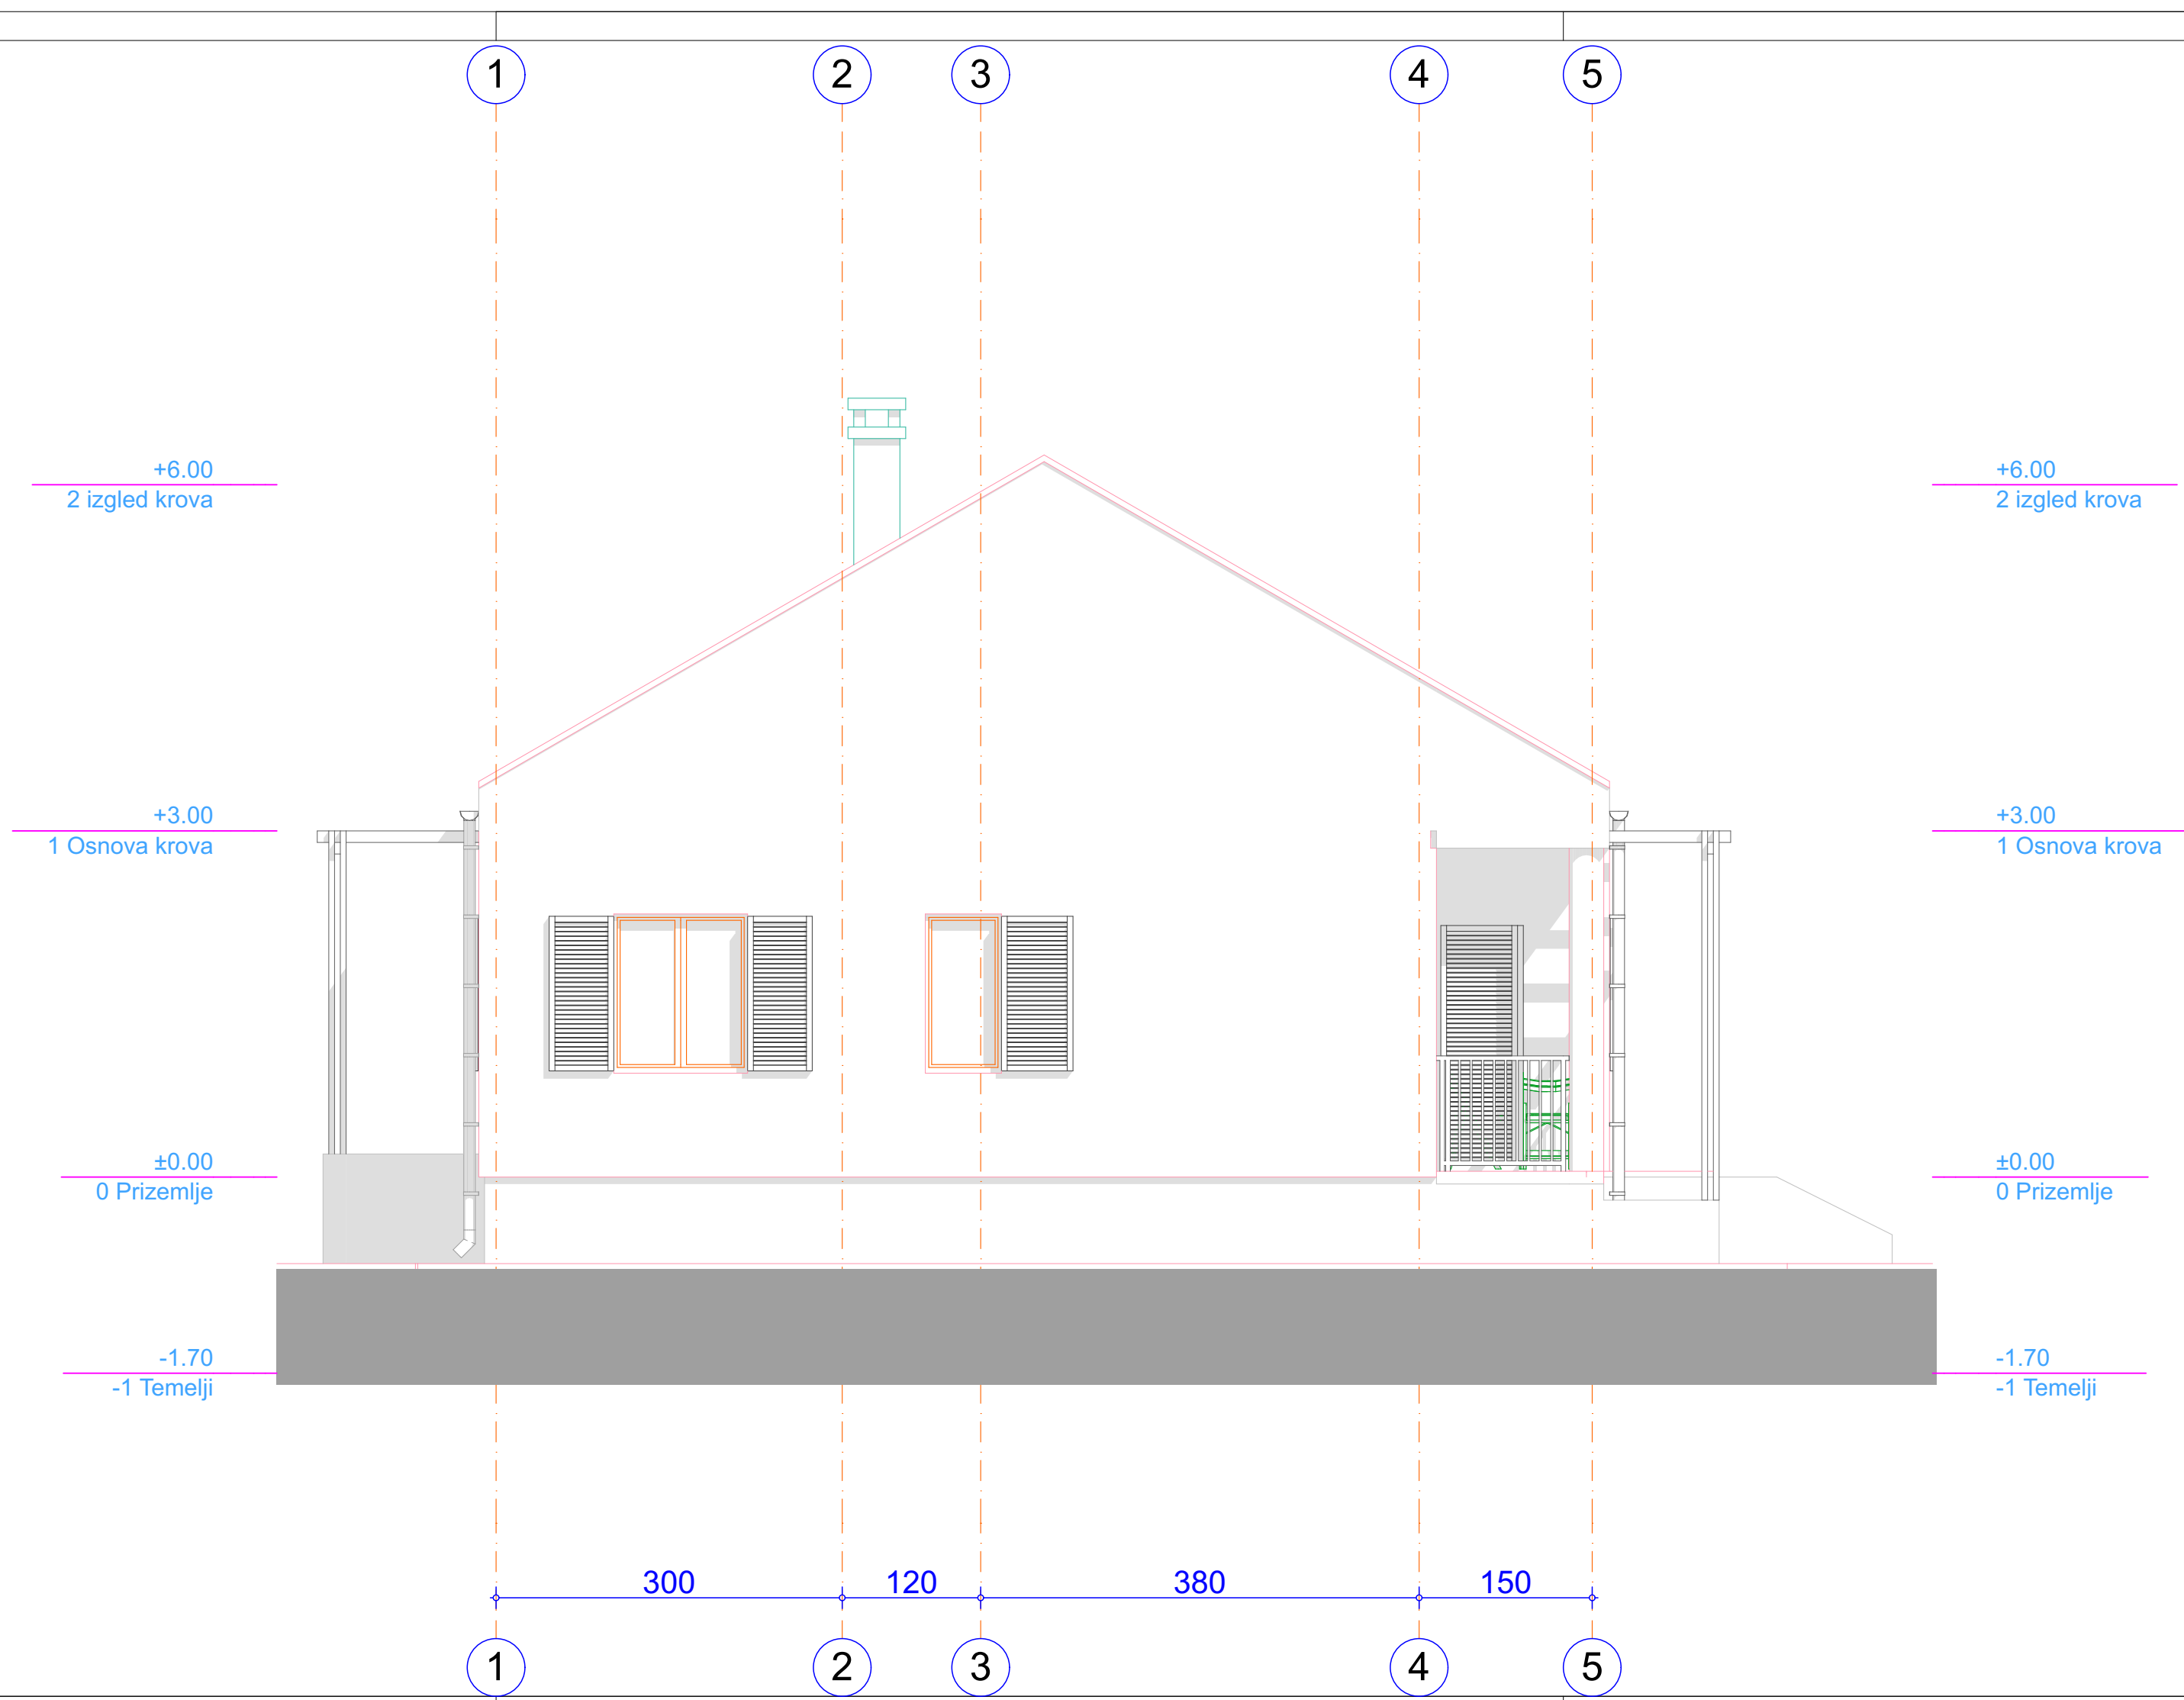 1 2 3 4 5
+6.00 +6.00
2 izgled krova 2 izgled krova
+3.00 +3.00
1 Osnova krova 1 Osnova krova
±0.00 ±0.00
0 Prizemlje 0 Prizemlje
-1.70 -1.70
-1 Temelji -1 Temelji
300 120 380 150
1 2 3 4 5